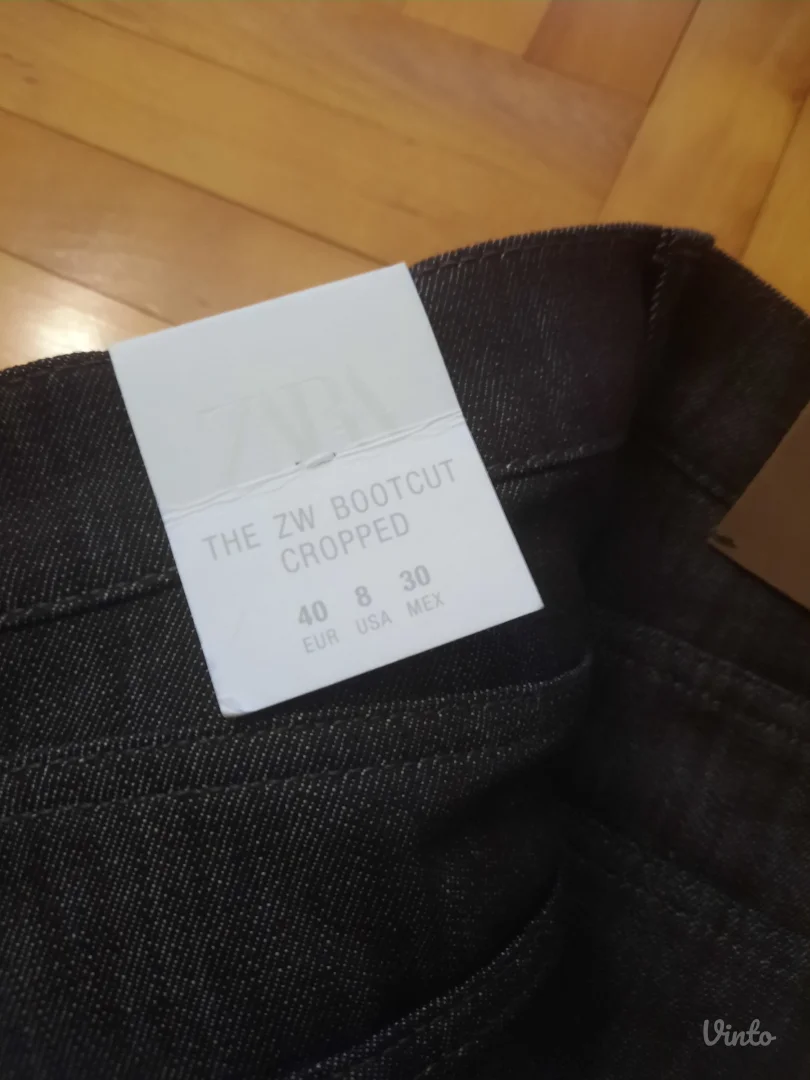 ZARA
THE ZW BOOTCUT
CROPPED
40 8 30
EUR USA MEX
Vinto